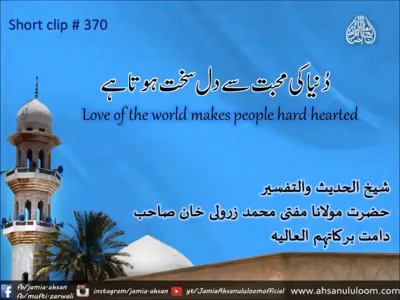 Short clip # 370
دُنیا کی محبت سے دل سخت ہوتا ہے
Love of the world makes people hard hearted
شیخ الحدیث والتفسیر
حضرت مولانا مفتی محمد زرولی خان صاحب
دامت برکاتہم العالیہ
fb/jamia-ahsan
fb/mufti-zarwali
instagram/jamia-ahsan
yt/JamiaAhsanululoomofficial
www.ahsanululoom.com